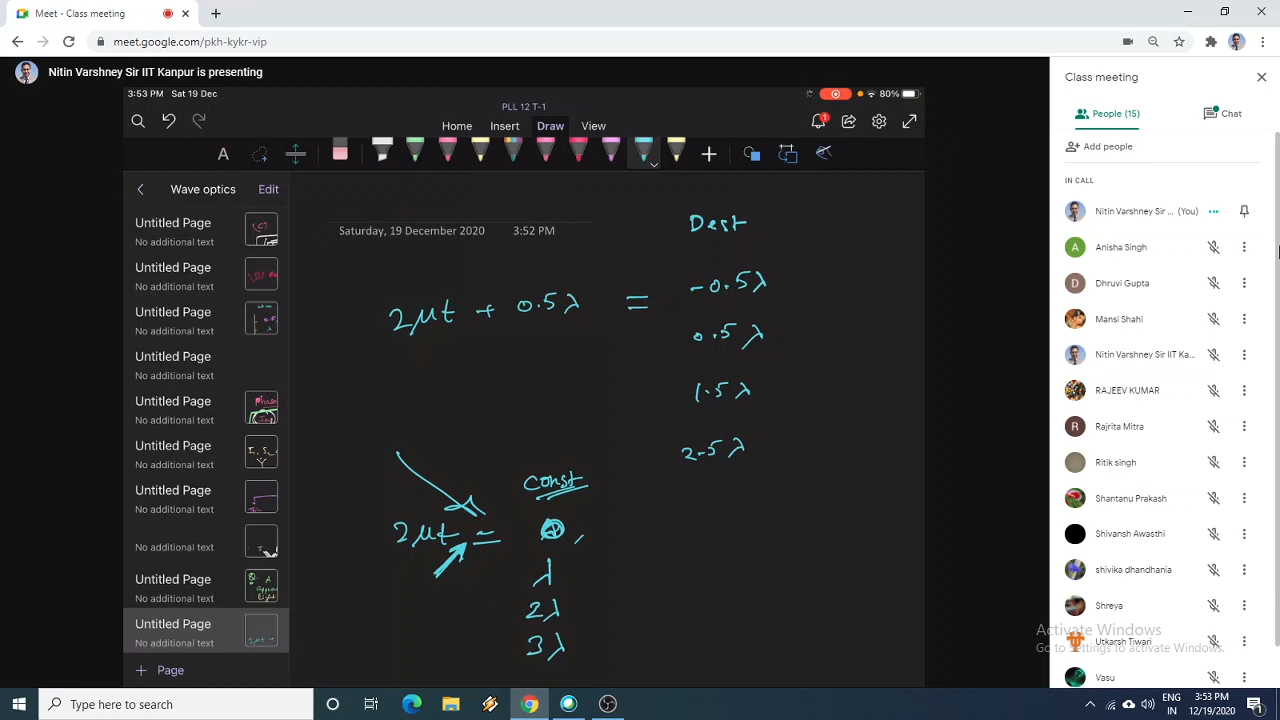 Meet - Class meeting
meet.google.com/pkh-kykr-vip
Nitin Varshney Sir IIT Kanpur is presenting
3:53 PM Sat 19 Dec
80%
PLL 12 T-1
Home Insert Draw View
1
A
Wave optics Edit
Untitled Page
No additional text
Untitled Page
No additional text
Untitled Page
No additional text
Untitled Page
No additional text
Untitled Page
No additional text
Untitled Page
No additional text
Untitled Page
No additional text
No additional text
Untitled Page
No additional text
Untitled Page
No additional text
+ Page
Saturday, 19 December 2020 3:52 PM
Dest
2μt + 0.5λ = -0.5λ
0.5λ
1.5λ
2.5λ
Const
2μt = 0,
λ
2λ
3λ
Class meeting
People (15) Chat
Add people
IN CALL
Nitin Varshney Sir ... (You)
A Anisha Singh
D Dhruvi Gupta
Mansi Shahi
Nitin Varshney Sir IIT Ka...
RAJEEV KUMAR
R Rajrita Mitra
Ritik singh
Shantanu Prakash
Shivansh Awasthi
shivika dhandhania
Shreya
Utkarsh Tiwari
Vasu
Activate Windows
Go to Settings to activate Windows.
Type here to search
ENG
IN
3:53 PM
12/19/2020